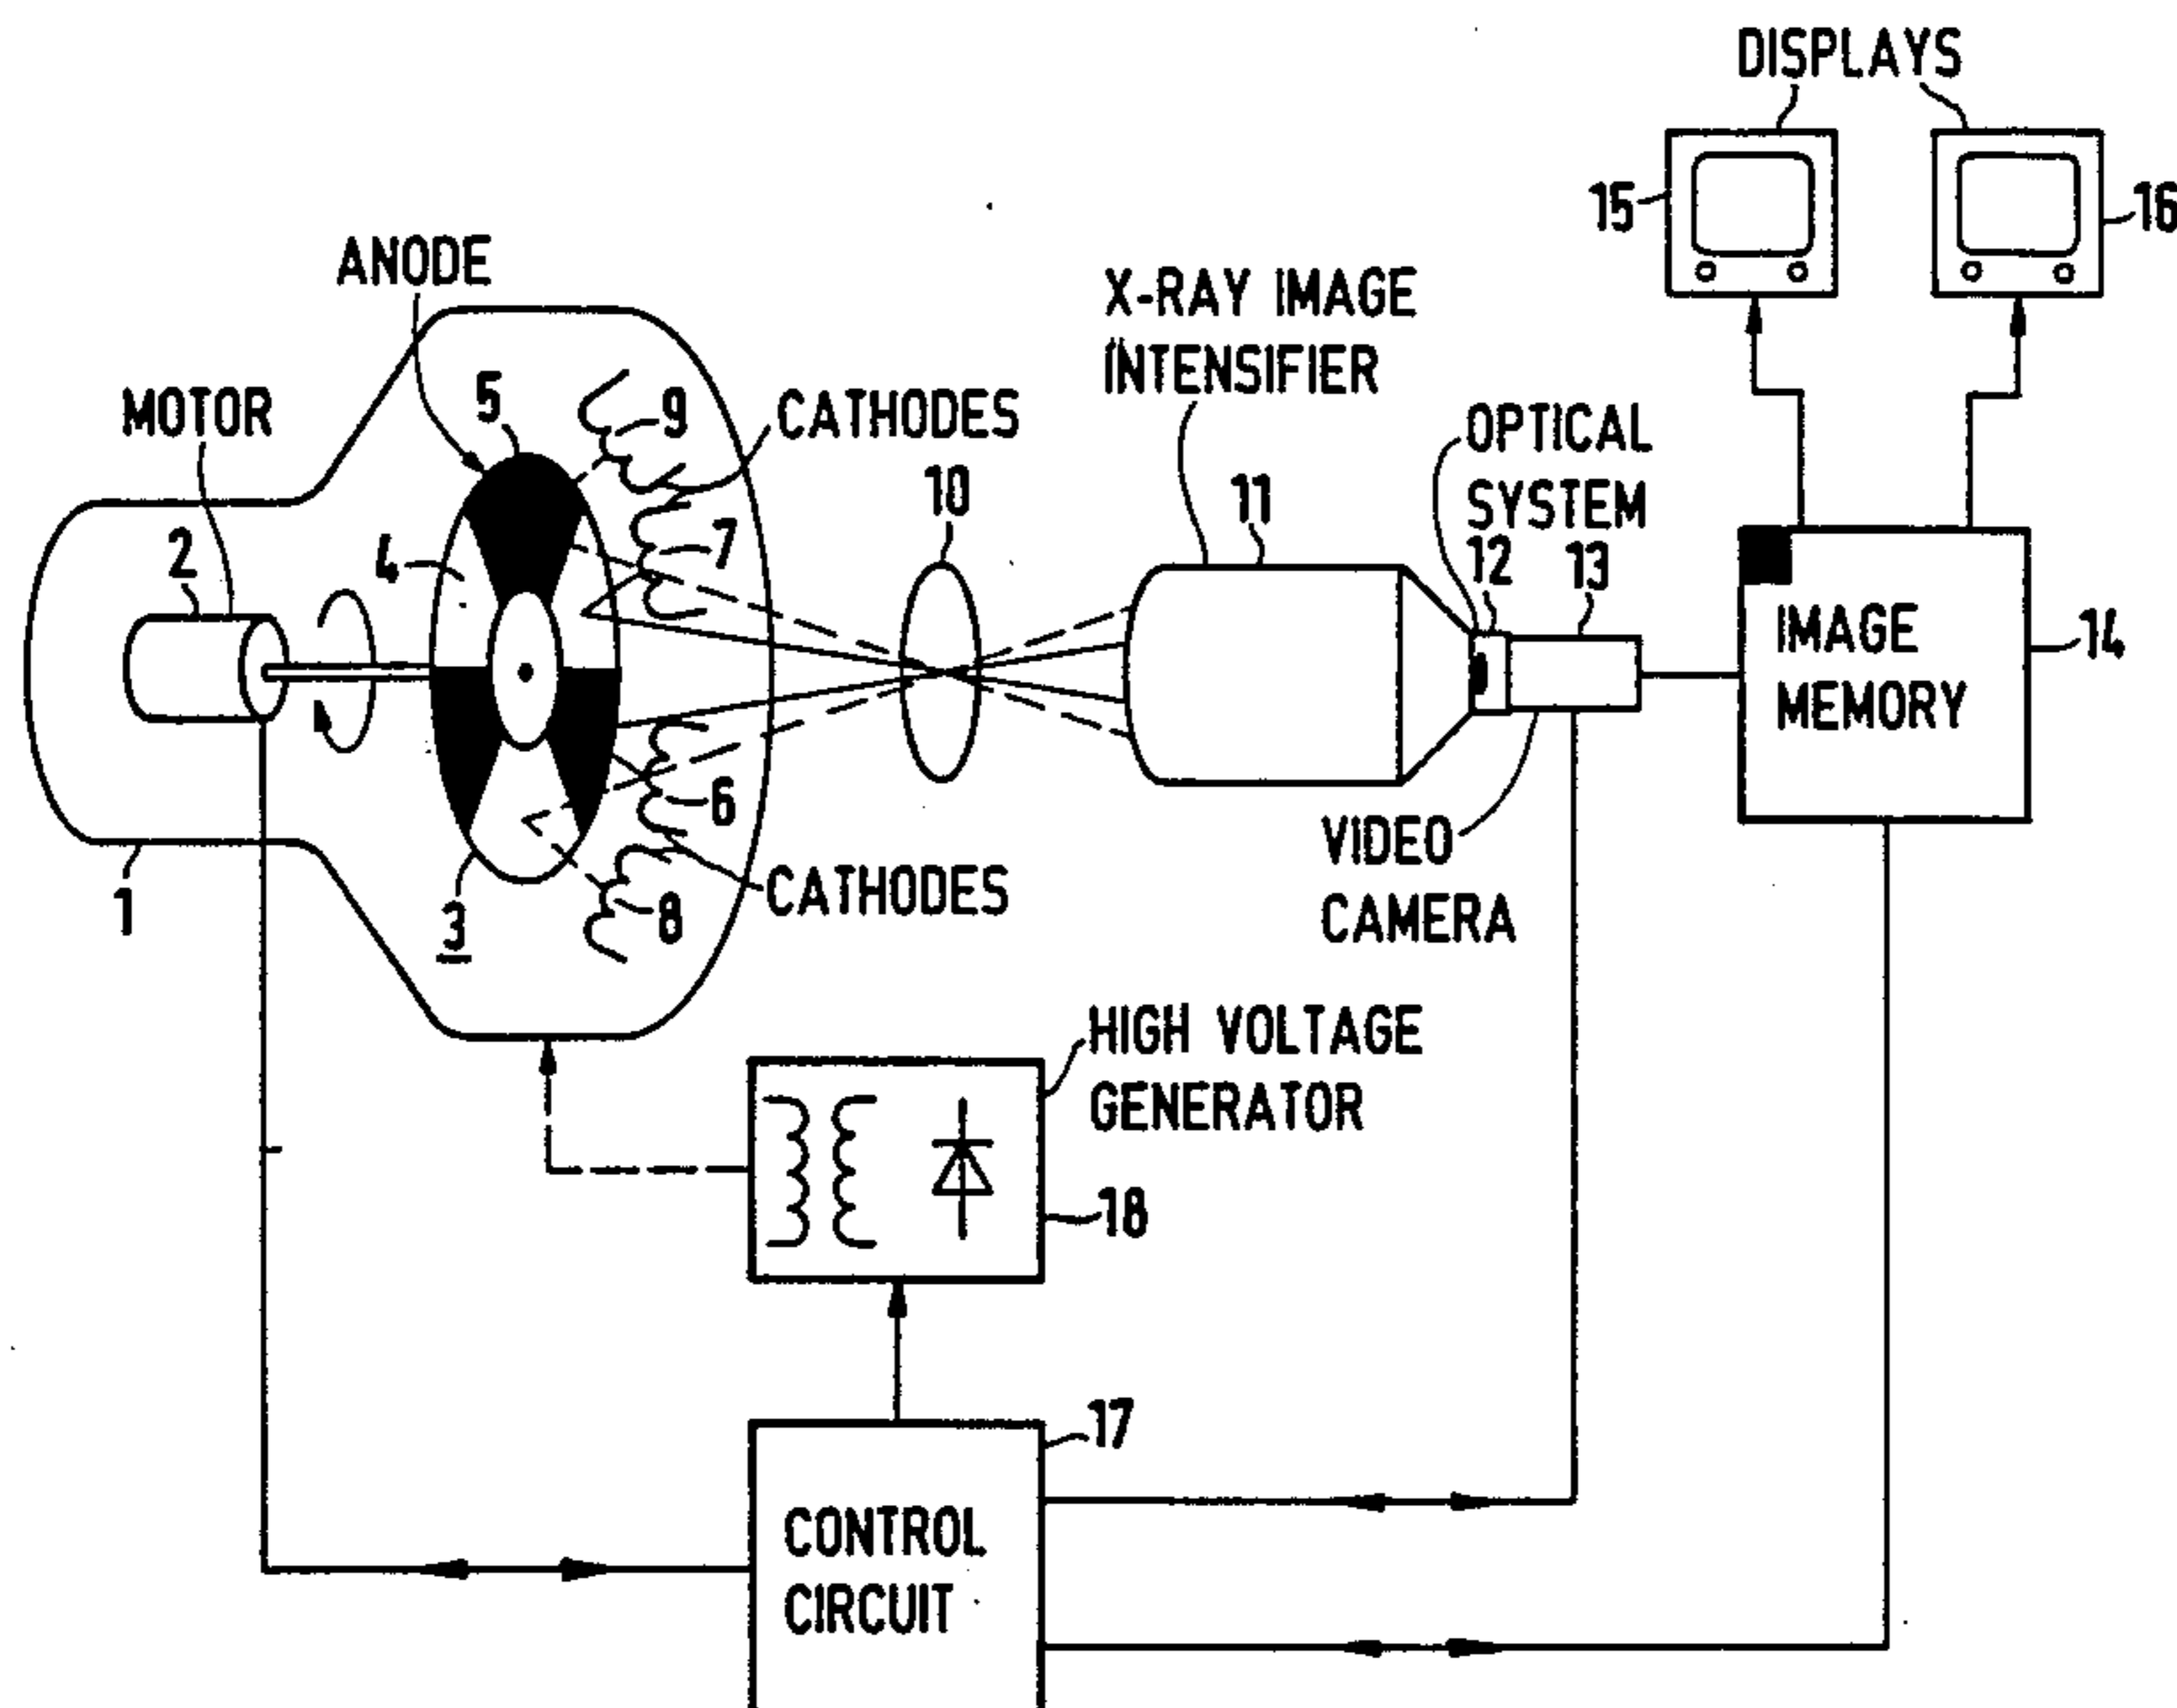 DISPLAYS
15
16
ANODE
X-RAY IMAGE
INTENSIFIER
MOTOR
5
9
CATHODES
OPTICAL
SYSTEM
10
11
2
4
7
12
13
IMAGE
MEMORY
14
6
VIDEO
CAMERA
1
3
8
CATHODES
HIGH VOLTAGE
GENERATOR
18
17
CONTROL
CIRCUIT